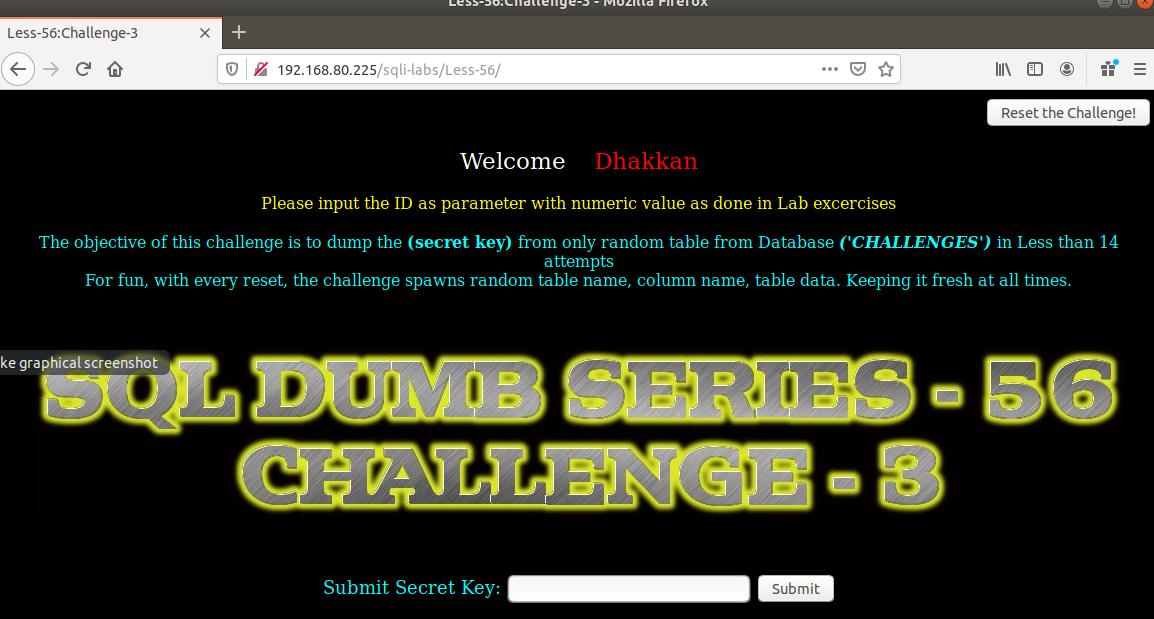 Less-56:Challenge-3 - Mozilla Firefox
Less-56:Challenge-3
192.168.80.225/sqli-labs/Less-56/
Reset the Challenge!
Welcome Dhakkan
Please input the ID as parameter with numeric value as done in Lab excercises
The objective of this challenge is to dump the (secret key) from only random table from Database ('CHALLENGES') in Less than 14
attempts
For fun, with every reset, the challenge spawns random table name, column name, table data. Keeping it fresh at all times.
ke graphical screenshot
SQL DUMB SERIES - 56
CHALLENGE - 3
Submit Secret Key: Submit